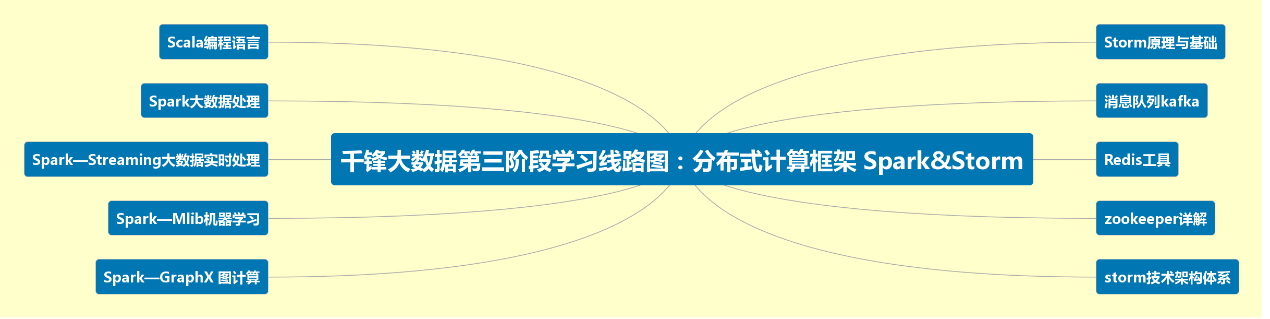 Scala编程语言
Spark大数据处理
Spark—Streaming大数据实时处理
Spark—Mlib机器学习
Spark—GraphX 图计算
千锋大数据第三阶段学习线路图：分布式计算框架 Spark&Storm
Storm原理与基础
消息队列kafka
Redis工具
zookeeper详解
storm技术架构体系